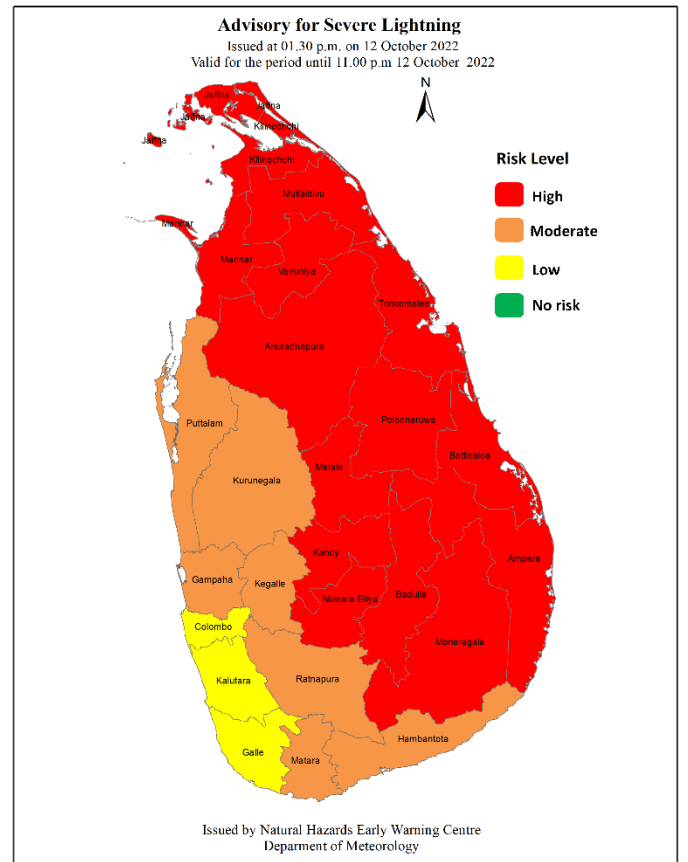 Advisory for Severe Lightning
Issued at 01.30 p.m. on 12 October 2022
Valid for the period until 11.00 p.m 12 October 2022
N
Jaffna
Jaffna
Jaffna
Kilinochchi
Jaffna
Kilinochchi
Mullaittivu
Mannar
Mannar
Vavuniya
Trincomalee
Anuradhapura
Puttalam
Polonnaruwa
Kurunegala
Matale
Batticaloa
Gampaha
Kegalle
Kandy
Ampara
Nuwara Eliya
Badulla
Colombo
Moneragala
Kalutara
Ratnapura
Hambantota
Galle
Matara
Risk Level
High
Moderate
Low
No risk
Issued by Natural Hazards Early Warning Centre
Deparment of Meteorology